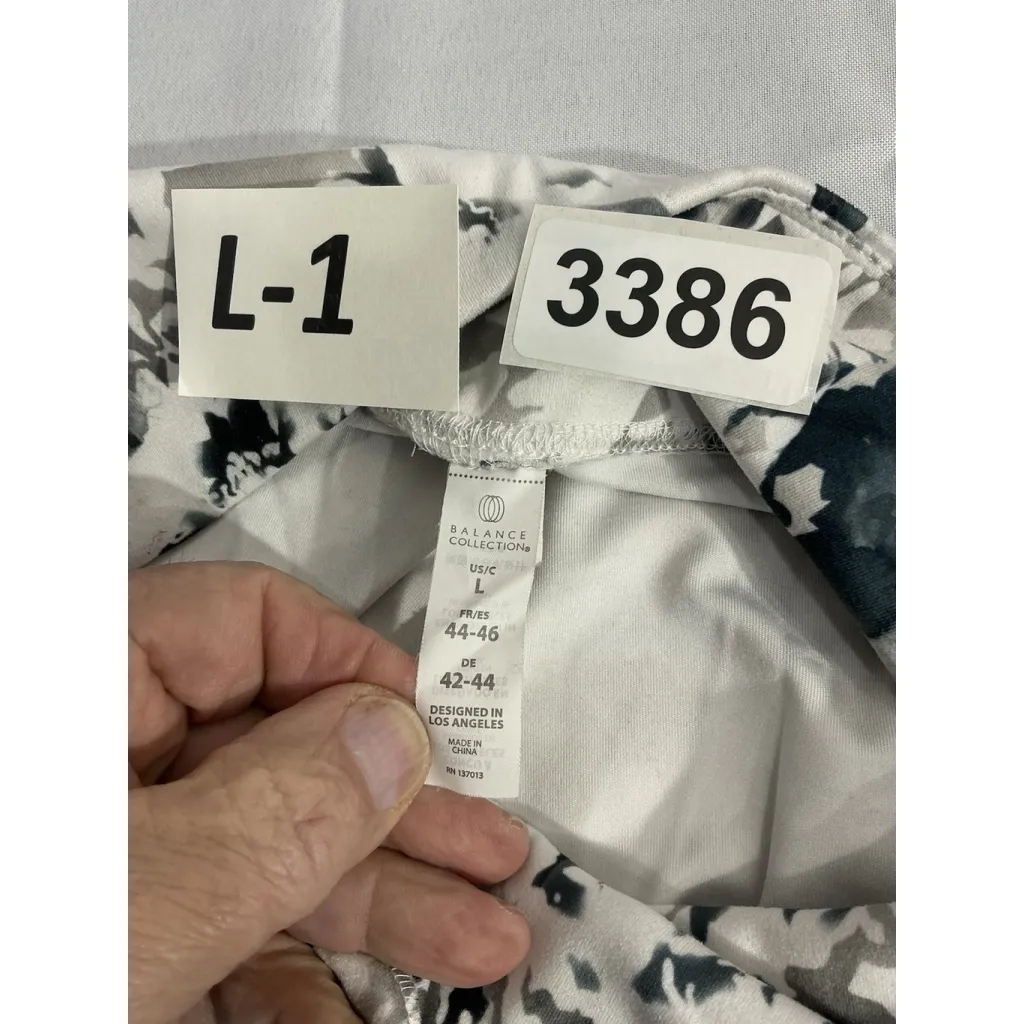 L-1
3386
BALANCE
COLLECTION®
US/C
L
FR/ES
44-46
DE
42-44
DESIGNED IN
LOS ANGELES
MADE IN
CHINA
RN 137013